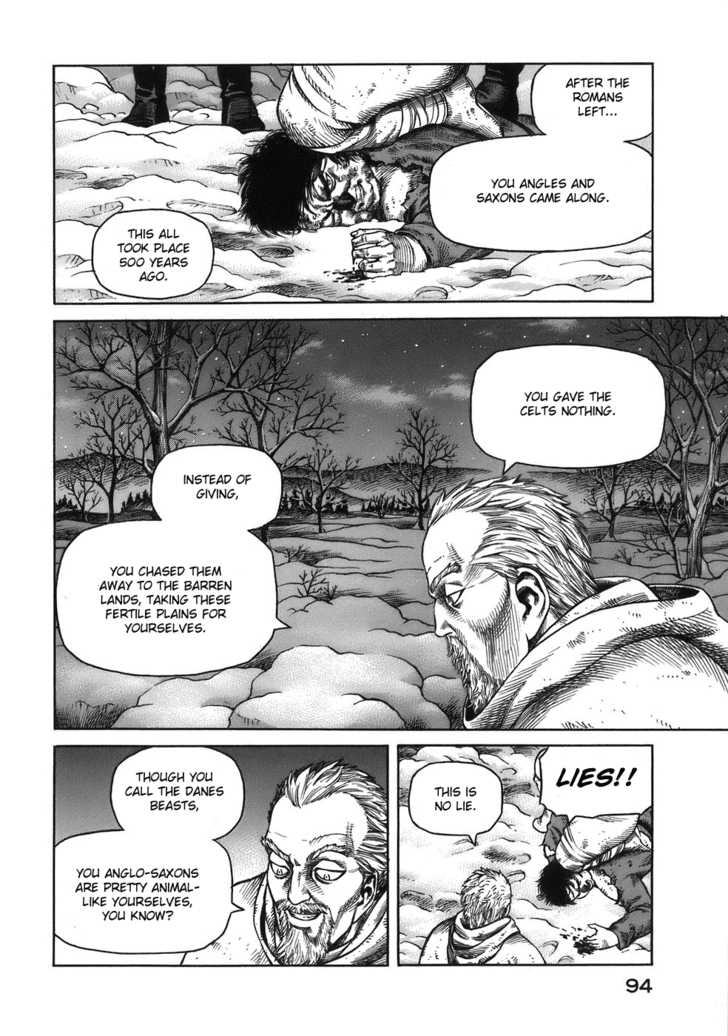 AFTER THE
ROMANS
LEFT...
YOU ANGLES AND
SAXONS CAME ALONG.
THIS ALL
TOOK PLACE
500 YEARS
AGO.
YOU GAVE THE
CELTS NOTHING.
INSTEAD OF
GIVING,
YOU CHASED THEM
AWAY TO THE BARREN
LANDS, TAKING THESE
FERTILE PLAINS FOR
YOURSELVES.
LIES!!
THIS IS
NO LIE.
THOUGH YOU
CALL THE DANES
BEASTS,
YOU ANGLO-SAXONS
ARE PRETTY ANIMAL-
LIKE YOURSELVES,
YOU KNOW?
94